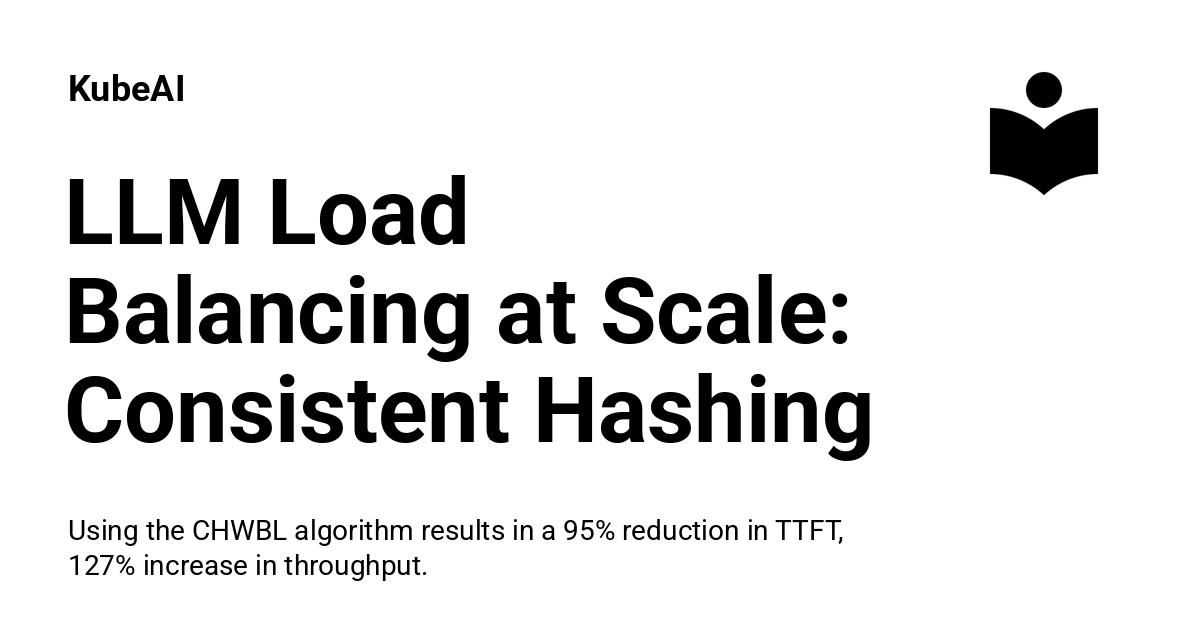 KubeAI
LLM Load
Balancing at Scale:
Consistent Hashing
Using the CHWBL algorithm results in a 95% reduction in TTFT,
127% increase in throughput.